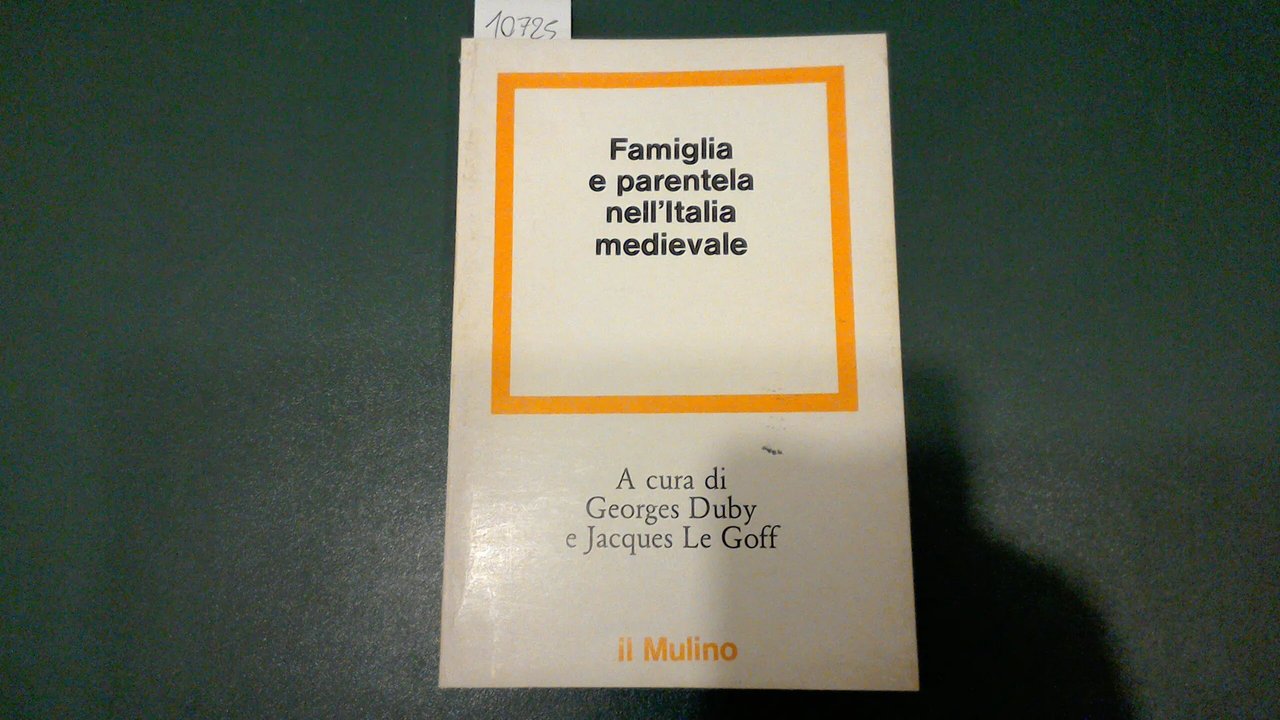 10725
Famiglia
e parentela
nell'Italia
medievale
A cura di
Georges Duby
e Jacques Le Goff
il Mulino